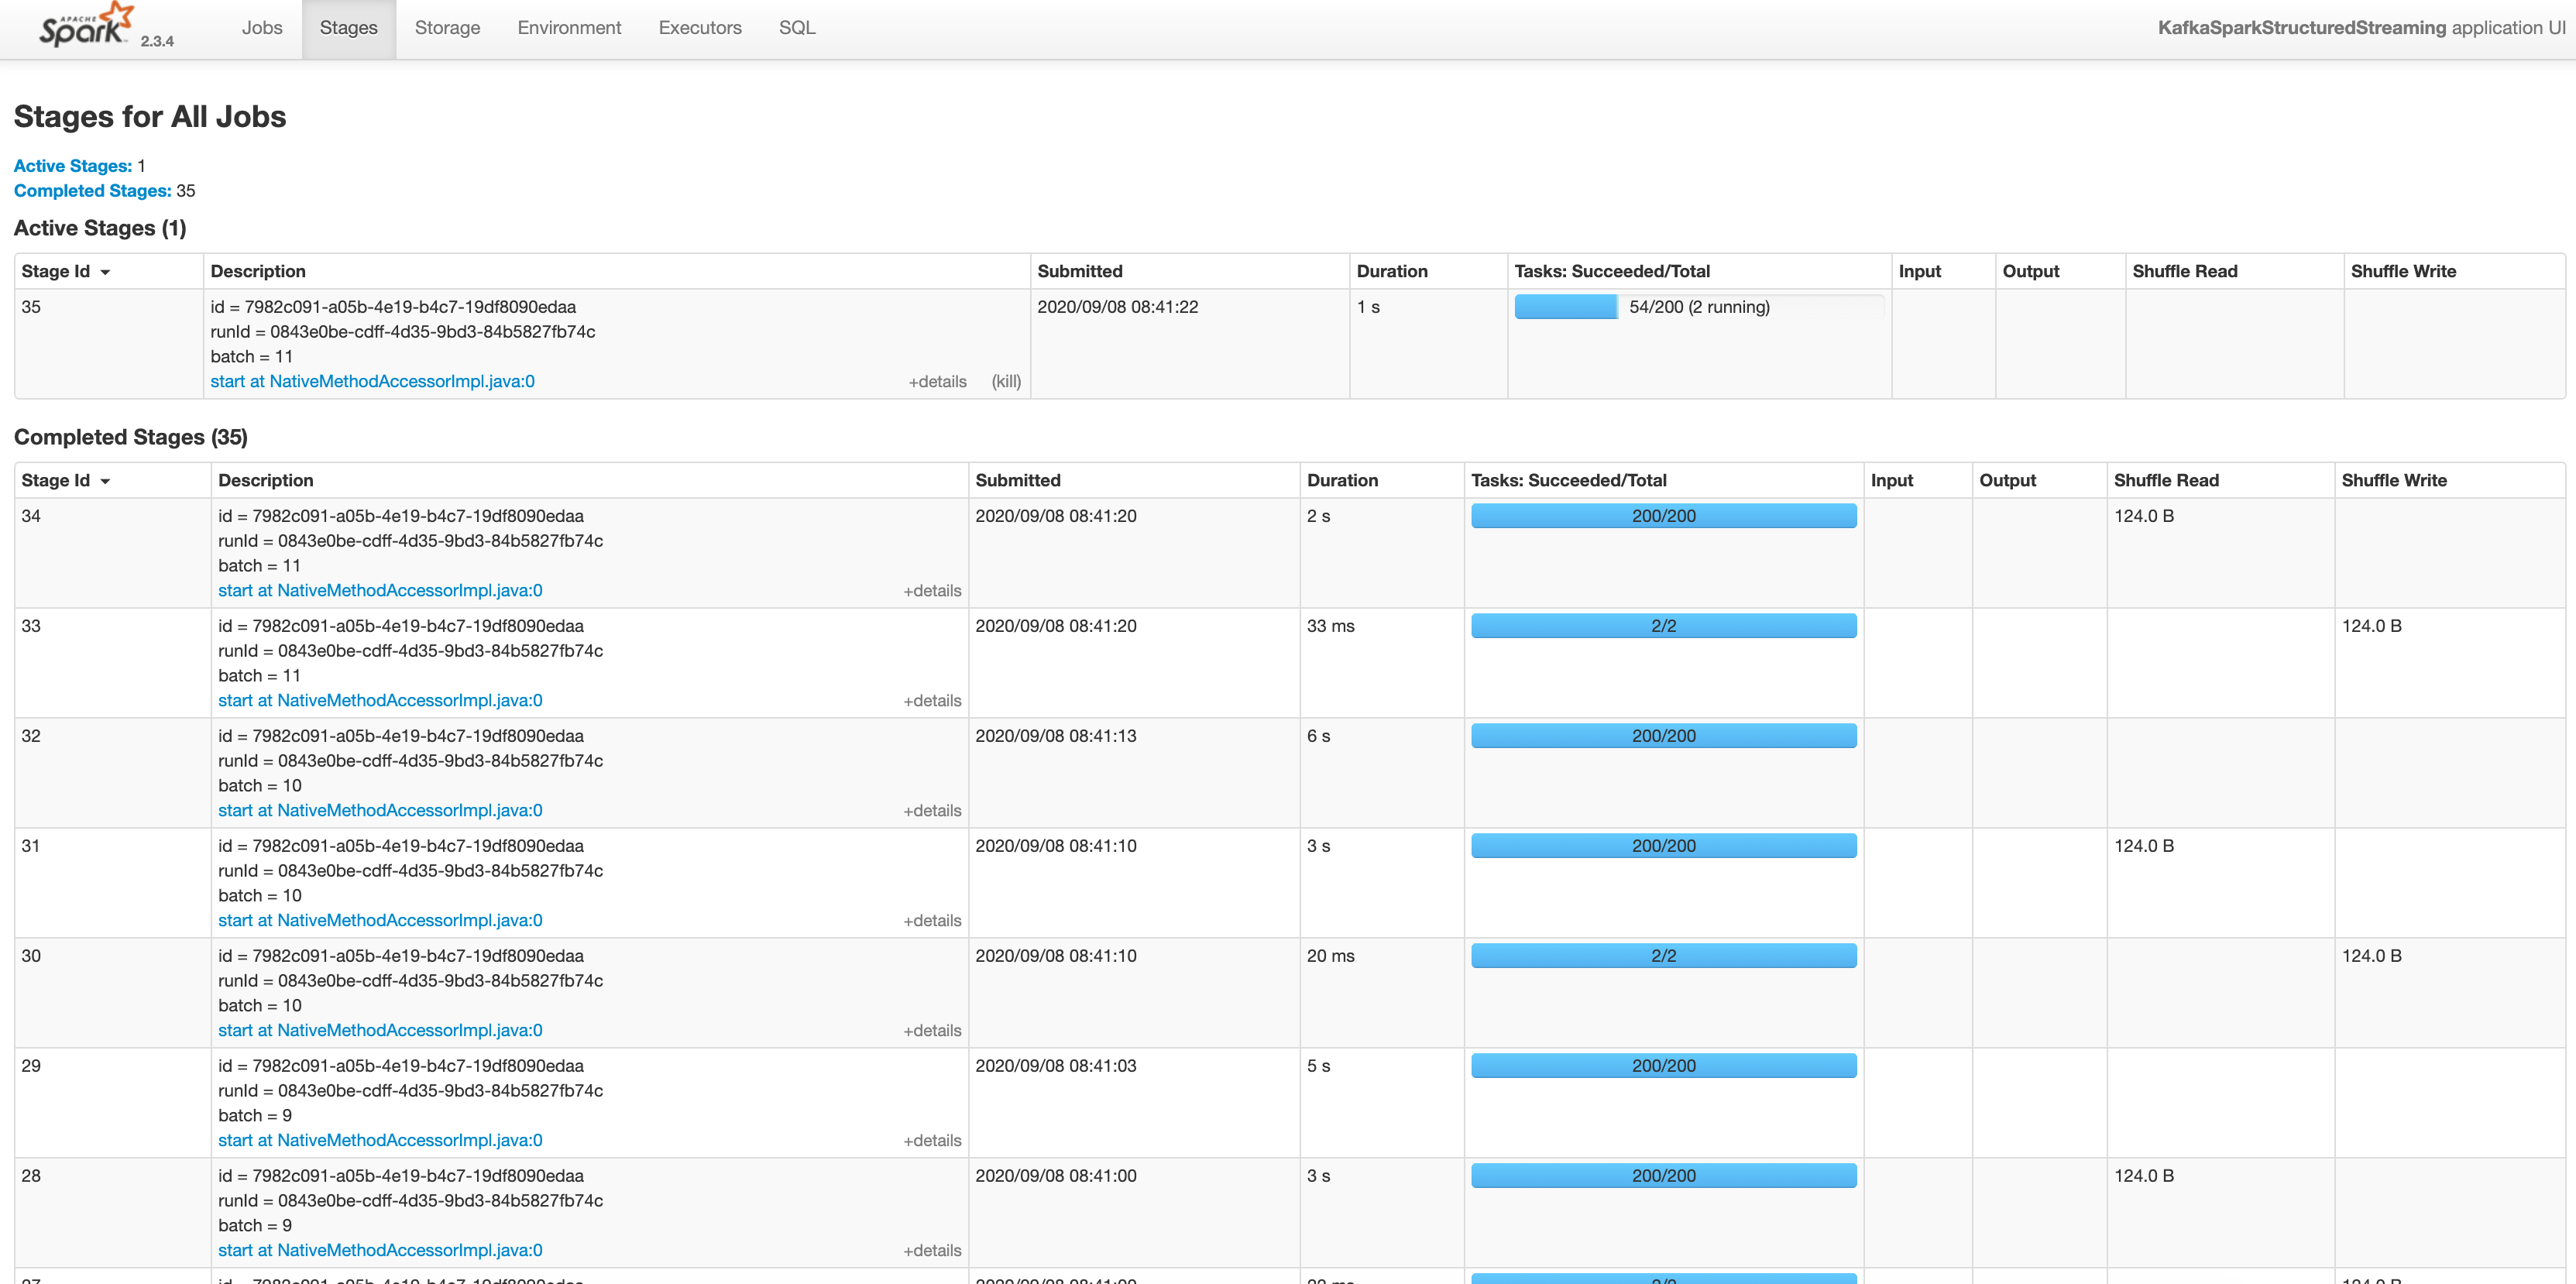 APACHE
Spark 2.3.4 Jobs Stages Storage Environment Executors SQL KafkaSparkStructuredStreaming application UI
Stages for All Jobs
Active Stages: 1
Completed Stages: 35
Active Stages (1)
Stage Id Description Submitted Duration Tasks: Succeeded/Total Input Output Shuffle Read Shuffle Write
35 id = 7982c091-a05b-4e19-b4c7-19df8090edaa 2020/09/08 08:41:22 1 s 54/200 (2 running)
runId = 0843e0be-cdff-4d35-9bd3-84b5827fb74c
batch = 11
start at NativeMethodAccessorImpl.java:0 +details (kill)
Completed Stages (35)
Stage Id Description Submitted Duration Tasks: Succeeded/Total Input Output Shuffle Read Shuffle Write
34 id = 7982c091-a05b-4e19-b4c7-19df8090edaa 2020/09/08 08:41:20 2 s 200/200 124.0 B
runId = 0843e0be-cdff-4d35-9bd3-84b5827fb74c
batch = 11
start at NativeMethodAccessorImpl.java:0 +details
33 id = 7982c091-a05b-4e19-b4c7-19df8090edaa 2020/09/08 08:41:20 33 ms 2/2 124.0 B
runId = 0843e0be-cdff-4d35-9bd3-84b5827fb74c
batch = 11
start at NativeMethodAccessorImpl.java:0 +details
32 id = 7982c091-a05b-4e19-b4c7-19df8090edaa 2020/09/08 08:41:13 6 s 200/200
runId = 0843e0be-cdff-4d35-9bd3-84b5827fb74c
batch = 10
start at NativeMethodAccessorImpl.java:0 +details
31 id = 7982c091-a05b-4e19-b4c7-19df8090edaa 2020/09/08 08:41:10 3 s 200/200 124.0 B
runId = 0843e0be-cdff-4d35-9bd3-84b5827fb74c
batch = 10
start at NativeMethodAccessorImpl.java:0 +details
30 id = 7982c091-a05b-4e19-b4c7-19df8090edaa 2020/09/08 08:41:10 20 ms 2/2 124.0 B
runId = 0843e0be-cdff-4d35-9bd3-84b5827fb74c
batch = 10
start at NativeMethodAccessorImpl.java:0 +details
29 id = 7982c091-a05b-4e19-b4c7-19df8090edaa 2020/09/08 08:41:03 5 s 200/200
runId = 0843e0be-cdff-4d35-9bd3-84b5827fb74c
batch = 9
start at NativeMethodAccessorImpl.java:0 +details
28 id = 7982c091-a05b-4e19-b4c7-19df8090edaa 2020/09/08 08:41:00 3 s 200/200 124.0 B
runId = 0843e0be-cdff-4d35-9bd3-84b5827fb74c
batch = 9
start at NativeMethodAccessorImpl.java:0 +details